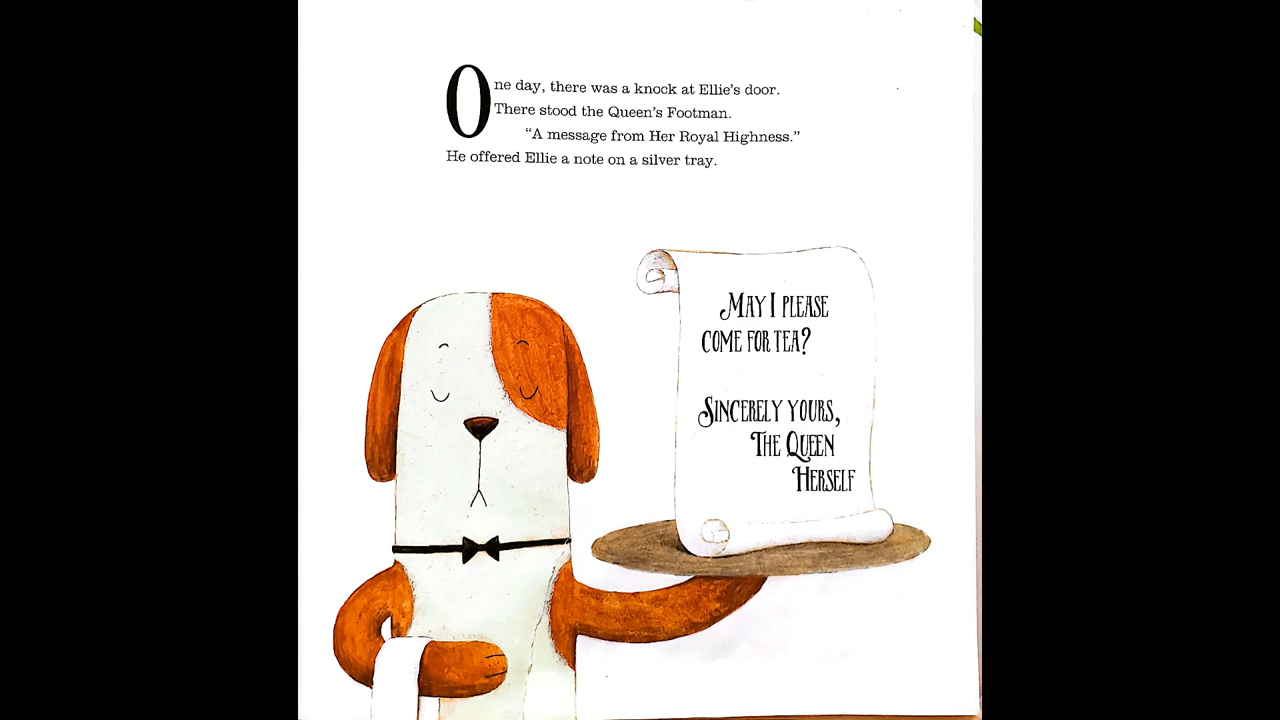 One day, there was a knock at Ellie's door.
There stood the Queen's Footman.
"A message from Her Royal Highness."
He offered Ellie a note on a silver tray.
MAY I PLEASE
COME FOR TEA?
SINCERELY YOURS,
THE QUEEN
HERSELF